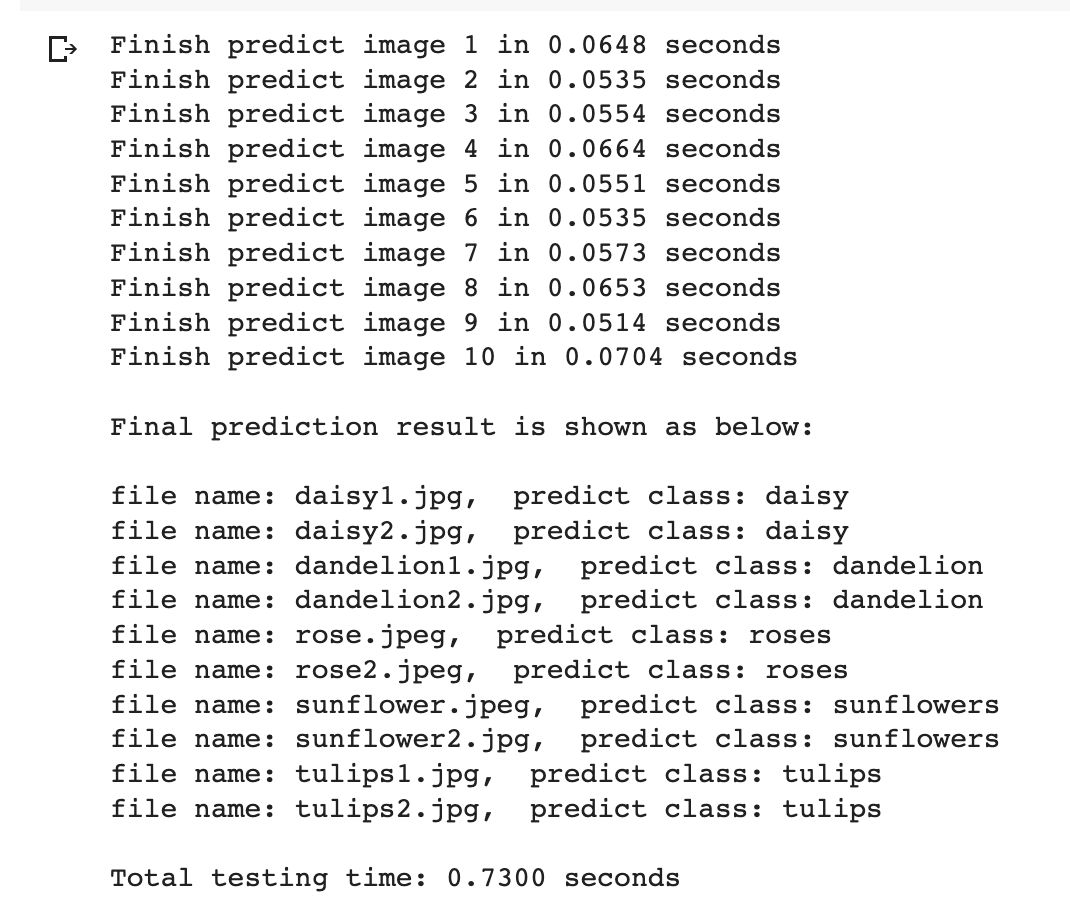 Finish predict image 1 in 0.0648 seconds
Finish predict image 2 in 0.0535 seconds
Finish predict image 3 in 0.0554 seconds
Finish predict image 4 in 0.0664 seconds
Finish predict image 5 in 0.0551 seconds
Finish predict image 6 in 0.0535 seconds
Finish predict image 7 in 0.0573 seconds
Finish predict image 8 in 0.0653 seconds
Finish predict image 9 in 0.0514 seconds
Finish predict image 10 in 0.0704 seconds
Final prediction result is shown as below:
file name: daisy1.jpg,  predict class: daisy
file name: daisy2.jpg,  predict class: daisy
file name: dandelion1.jpg,  predict class: dandelion
file name: dandelion2.jpg,  predict class: dandelion
file name: rose.jpeg,  predict class: roses
file name: rose2.jpeg,  predict class: roses
file name: sunflower.jpeg,  predict class: sunflowers
file name: sunflower2.jpg,  predict class: sunflowers
file name: tulips1.jpg,  predict class: tulips
file name: tulips2.jpg,  predict class: tulips
Total testing time: 0.7300 seconds